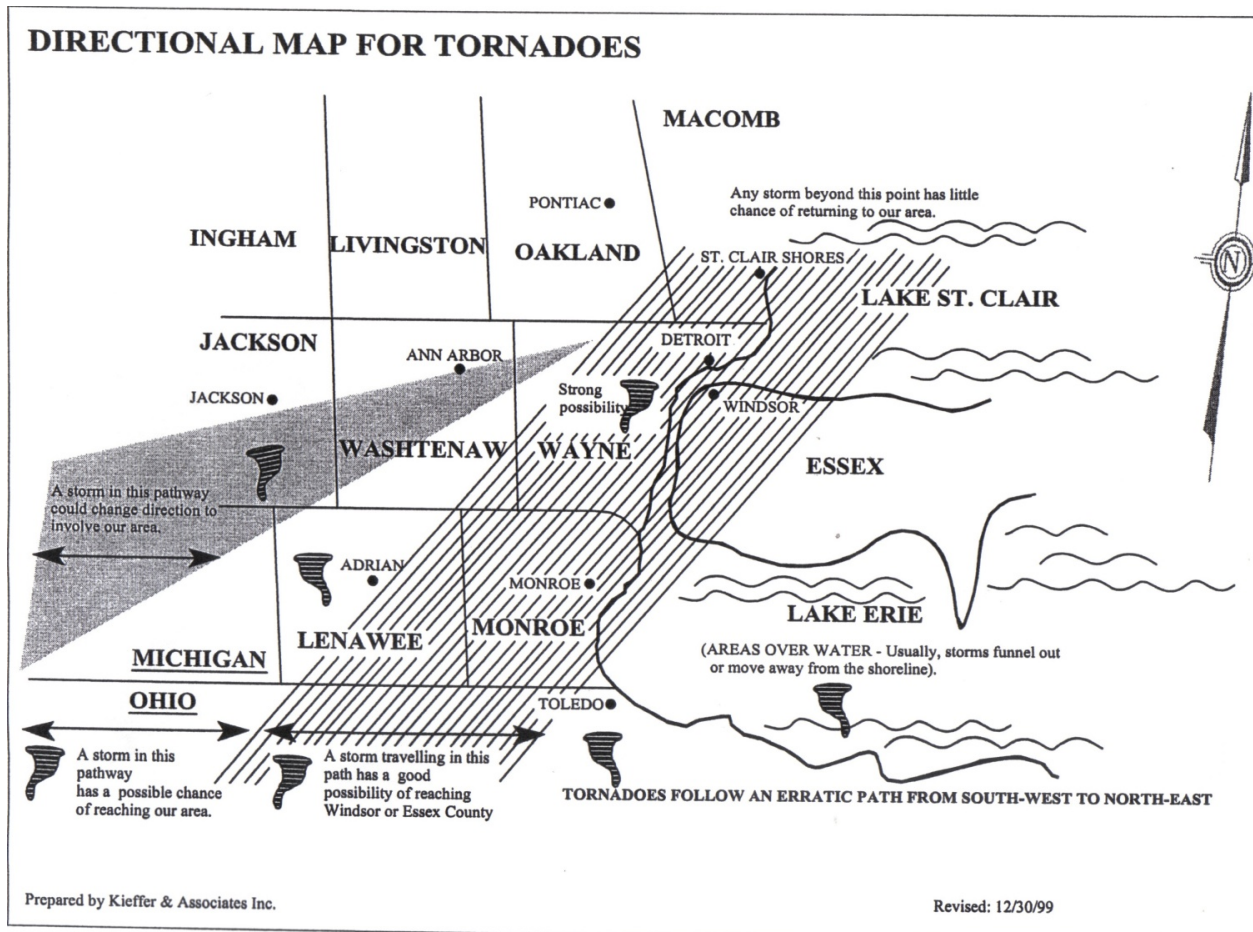 DIRECTIONAL MAP FOR TORNADOES
MACOMB
Any storm beyond this point has little
chance of returning to our area.
PONTIAC
INGHAM
LIVINGSTON
OAKLAND
ST. CLAIR SHORES
N
LAKE ST. CLAIR
JACKSON
ANN ARBOR
DETROIT
JACKSON
Strong
possibility
WINDSOR
WASHTENAW
WAYNE
ESSEX
A storm in this pathway
could change direction to
involve our area.
ADRIAN
MONROE
LENAWEE
MONROE
LAKE ERIE
(AREAS OVER WATER - Usually, storms funnel out
or move away from the shoreline).
MICHIGAN
OHIO
TOLEDO
A storm in this
pathway
has a possible chance
of reaching our area.
A storm travelling in this
path has a good
possibility of reaching
Windsor or Essex County
TORNADOES FOLLOW AN ERRATIC PATH FROM SOUTH-WEST TO NORTH-EAST
Prepared by Kieffer & Associates Inc.
Revised: 12/30/99